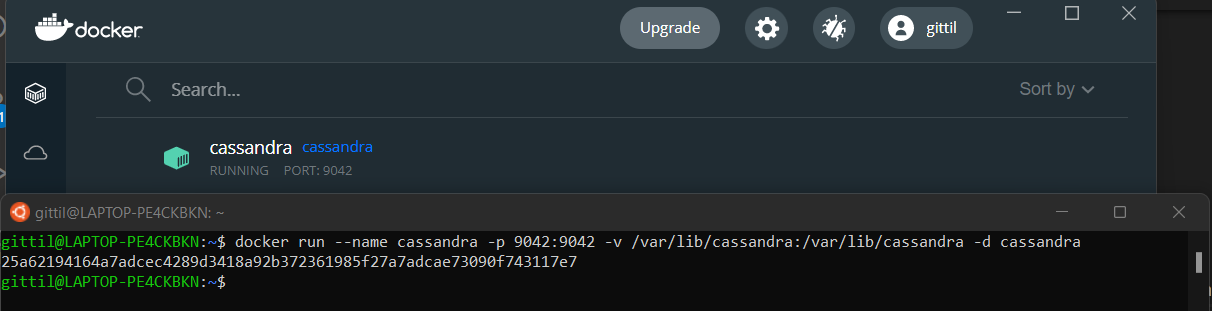 docker
Upgrade
gittil
Search...
Sort by
cassandra cassandra
RUNNING PORT: 9042
gittil@LAPTOP-PE4CKBKN: ~
gittil@LAPTOP-PE4CKBKN:~$ docker run --name cassandra -p 9042:9042 -v /var/lib/cassandra:/var/lib/cassandra -d cassandra
25a62194164a7adcec4289d3418a92b372361985f27a7adcae73090f743117e7
gittil@LAPTOP-PE4CKBKN:~$